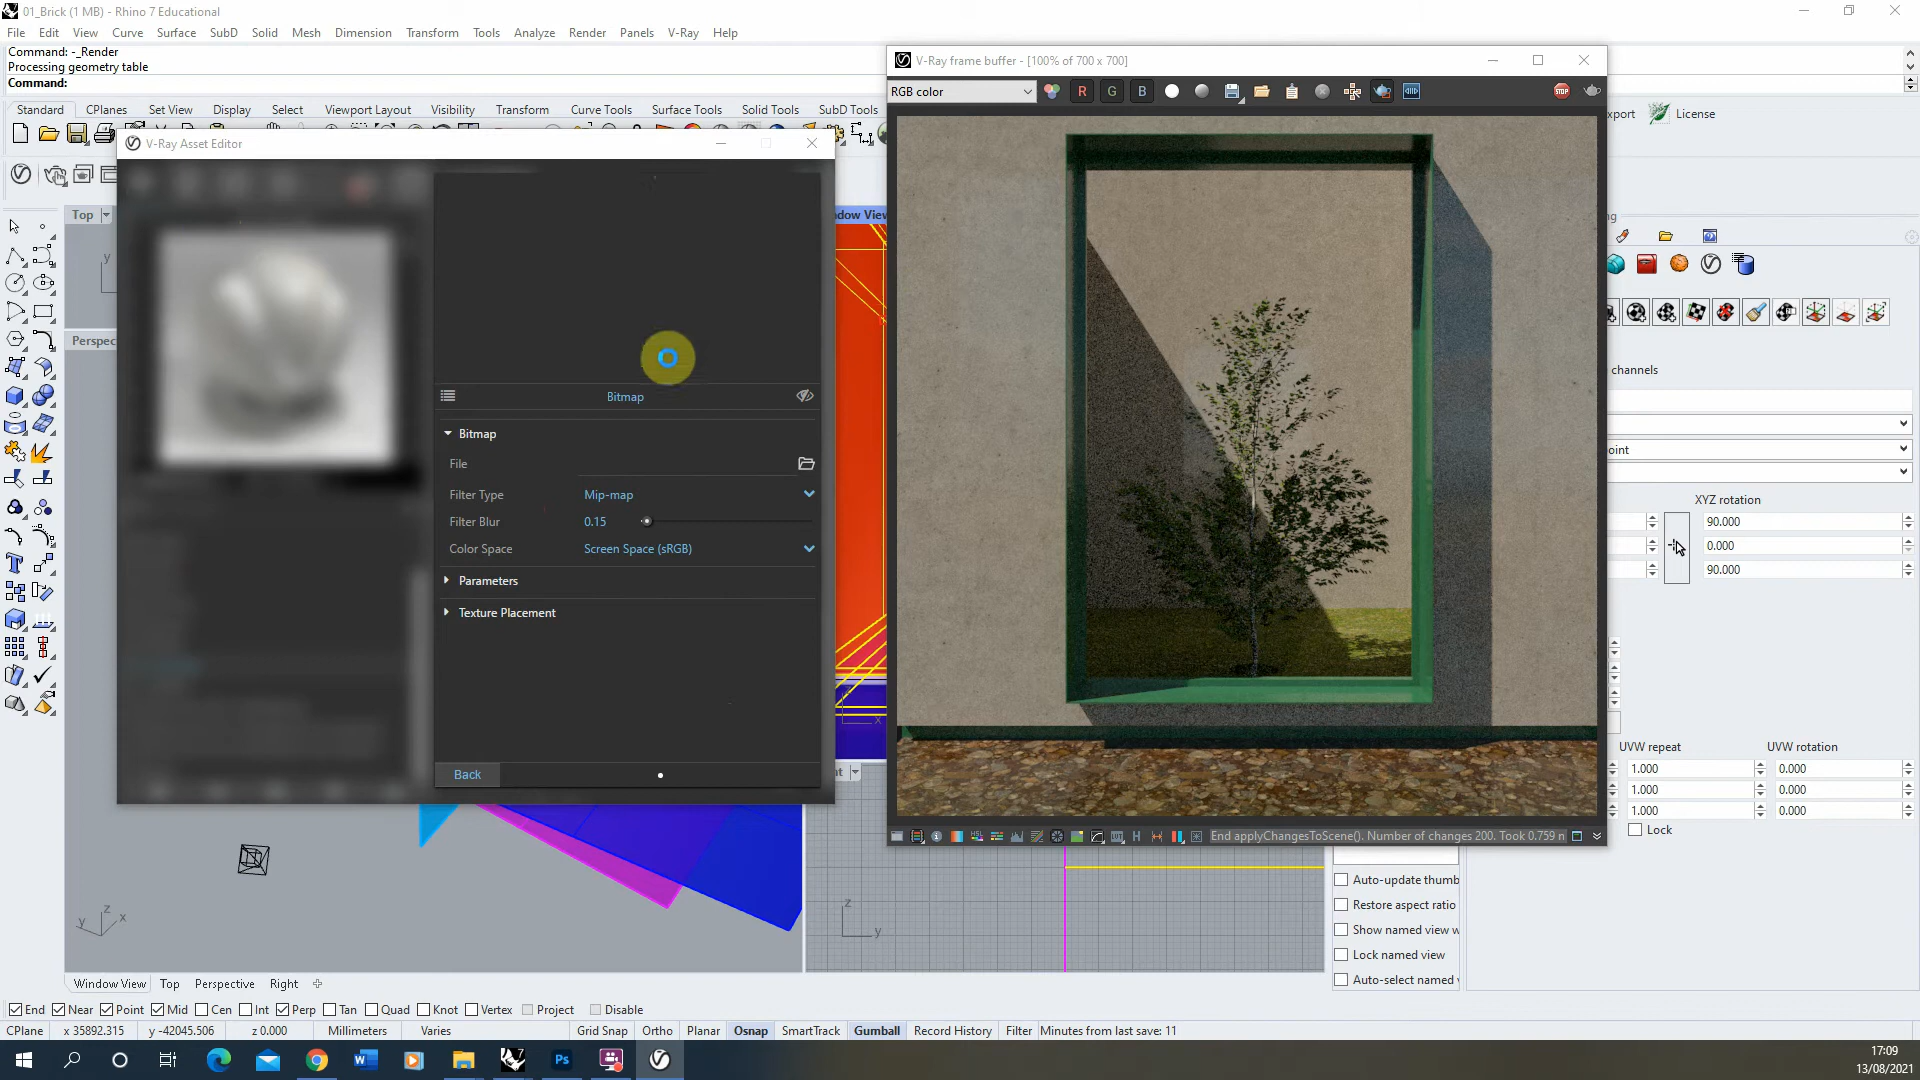 01_Brick (1 MB) - Rhino 7 Educational
File Edit View Curve Surface SubD Solid Mesh Dimension Transform Tools Analyze Render Panels V-Ray Help
Command: -_Render
Processing geometry table
Command:
Standard CPlanes Set View Display Select Viewport Layout Visibility Transform Curve Tools Surface Tools Solid Tools SubD Tools
V-Ray frame buffer - [100% of 700 x 700]
RGB color
R G B
STOP
xport License
V-Ray Asset Editor
Top
ndow View
Perspec
Bitmap
Bitmap
File
Filter Type Mip-map
Filter Blur 0.15
Color Space Screen Space (sRGB)
Parameters
Texture Placement
Back
channels
oint
XYZ rotation
90.000
0.000
90.000
UVW repeat UVW rotation
1.000 0.000
1.000 0.000
1.000 0.000
Lock
End applyChangesToScene(). Number of changes 200. Took 0.759 n
HSL
LUT
H
ht
Auto-update thumb
Restore aspect ratio
Show named view w
Lock named view
Auto-select named v
z
y
x
z
y
x
y
Window View Top Perspective Right
End Near Point Mid Cen Int Perp Tan Quad Knot Vertex Project Disable
CPlane x 35892.315 y -42045.506 z 0.000 Millimeters Varies Grid Snap Ortho Planar Osnap SmartTrack Gumball Record History Filter Minutes from last save: 11
Ps
17:09
13/08/2021